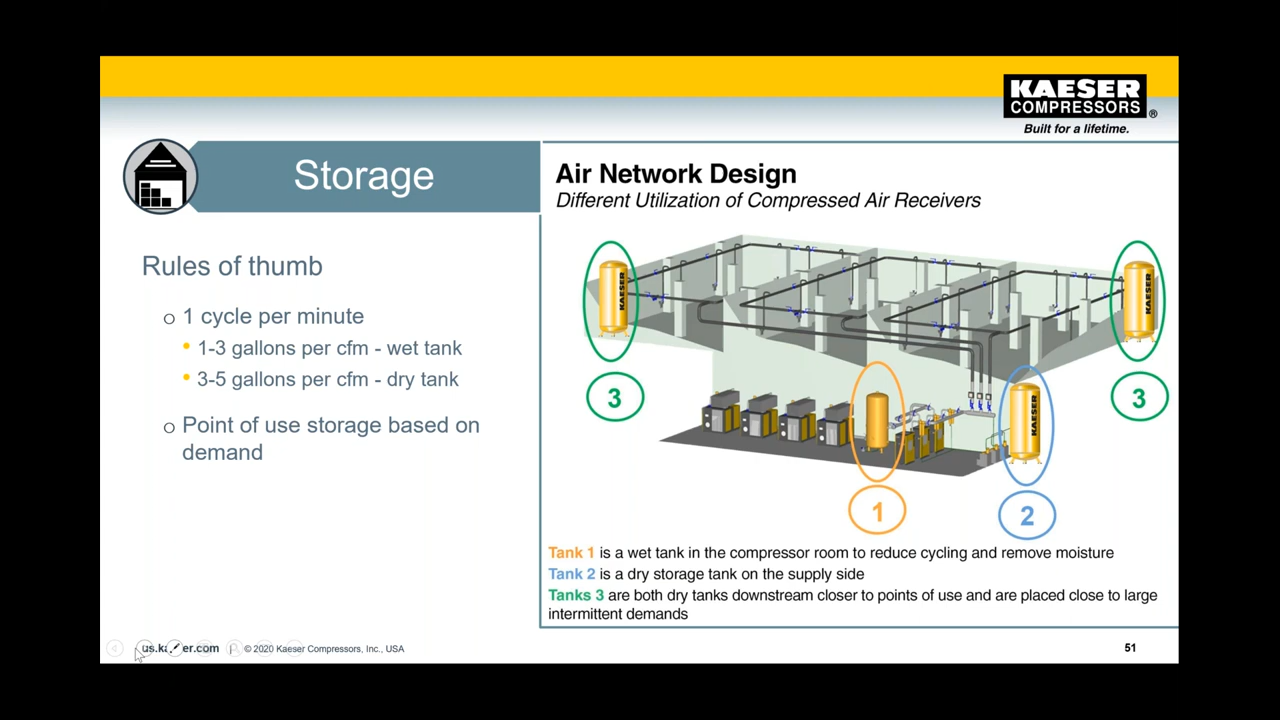 KAESER
COMPRESSORS®
Built for a lifetime.
Storage
Rules of thumb
o 1 cycle per minute
• 1-3 gallons per cfm - wet tank
• 3-5 gallons per cfm - dry tank
o Point of use storage based on
demand
Air Network Design
Different Utilization of Compressed Air Receivers
KAESER
KAESER
3
3
KAESER
1
2
Tank 1 is a wet tank in the compressor room to reduce cycling and remove moisture
Tank 2 is a dry storage tank on the supply side
Tanks 3 are both dry tanks downstream closer to points of use and are placed close to large
intermittent demands
© 2020 Kaeser Compressors, Inc., USA
51